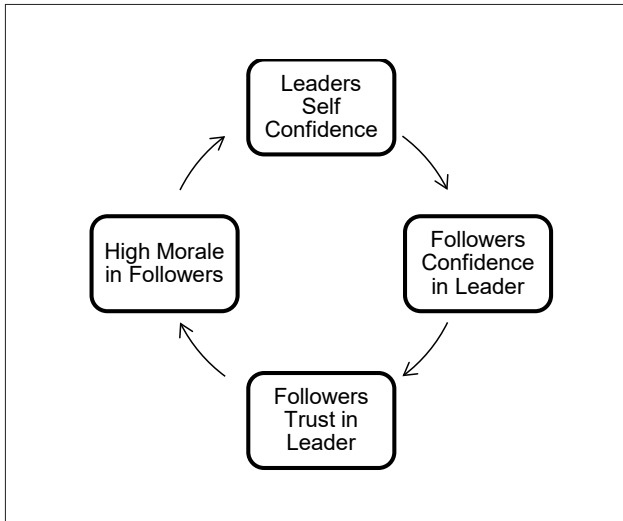 Leaders
Self
Confidence
Followers
Confidence
in Leader
Followers
Trust in
Leader
High Morale
in Followers